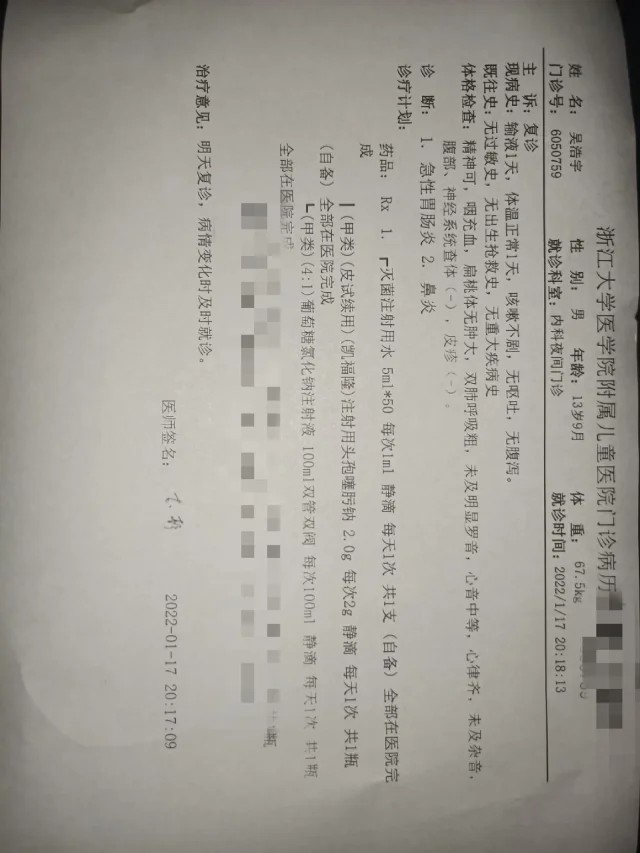 浙江大学医学院附属儿童医院门诊病历
姓 名： 吴浩宇 性 别： 男 年龄：13岁9月 体 重： 67.5kg
门诊号： 6050759 就诊科室：内科夜间门诊 就诊时间：2022/1/17 20:18:13
主 诉：复诊
现病史：输液1天，体温正常1天，咳嗽不剧，无呕吐，无腹泻。
既往史：无过敏史，无出生抢救史，无重大疾病史
体格检查：精神可，咽充血，扁桃体无肿大，双肺呼吸粗，未及明显罗音，心音中等，心律齐，未及杂音，
腹部、神经系统查体（-），皮疹（-）。
诊 断： 1、急性胃肠炎 2、鼻炎
诊疗计划：
药品： Rx 1. ┏灭菌注射用水 5ml*50 每次1ml 静滴 每天1次 共1支（自备）全部在医院完
成
┃(甲类)(皮试续用)(凯福隆)注射用头孢噻肟钠 2.0g 每次2g 静滴 每天1次 共1瓶
（自备）全部在医院完成
┗(甲类)(4:1)葡萄糖氯化钠注射液 100ml双管双阀 每次100ml 静滴 每天1次 共1瓶
全部在医院完成
瓶
治疗意见：明天复诊，病情变化时及时就诊。
医师签名： 2022-01-17 20:17:09